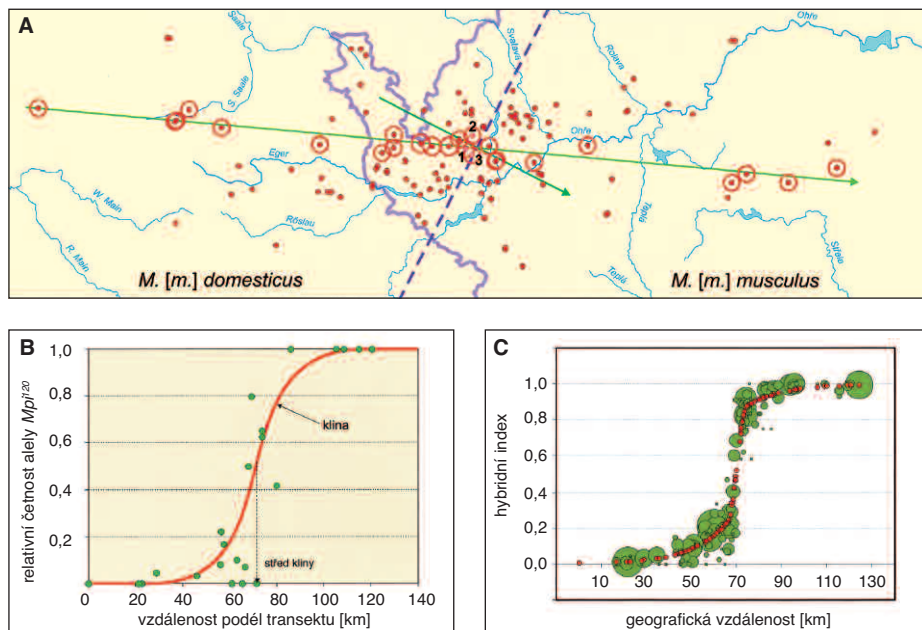 A
Saale
S. Saale
Svatava
Rolava
Ohře
2
Ohře
1
3
Eger
W. Main
Röslau
R. Main
Teplá
Teplá
Střela
M. [m.] domesticus
M. [m.] musculus
B
relativní četnost alely Mpi120
1,0
0,8
0,6
0,4
0,2
klina
střed kliny
0 20 40 60 80 100 120 140
vzdálenost podél transektu [km]
C
hybridní index
1,0
0,8
0,6
0,4
0,2
0,0
10 30 50 70 90 110 130
geografická vzdálenost [km]